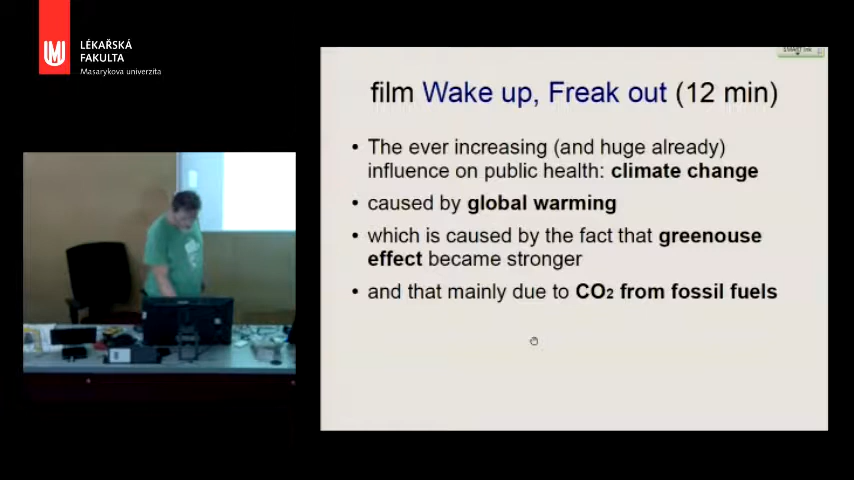 LÉKAŘSKÁ
FAKULTA
Masarykova univerzita
film Wake up, Freak out (12 min)
• The ever increasing (and huge already)
influence on public health: climate change
• caused by global warming
• which is caused by the fact that greenouse
effect became stronger
• and that mainly due to CO2 from fossil fuels